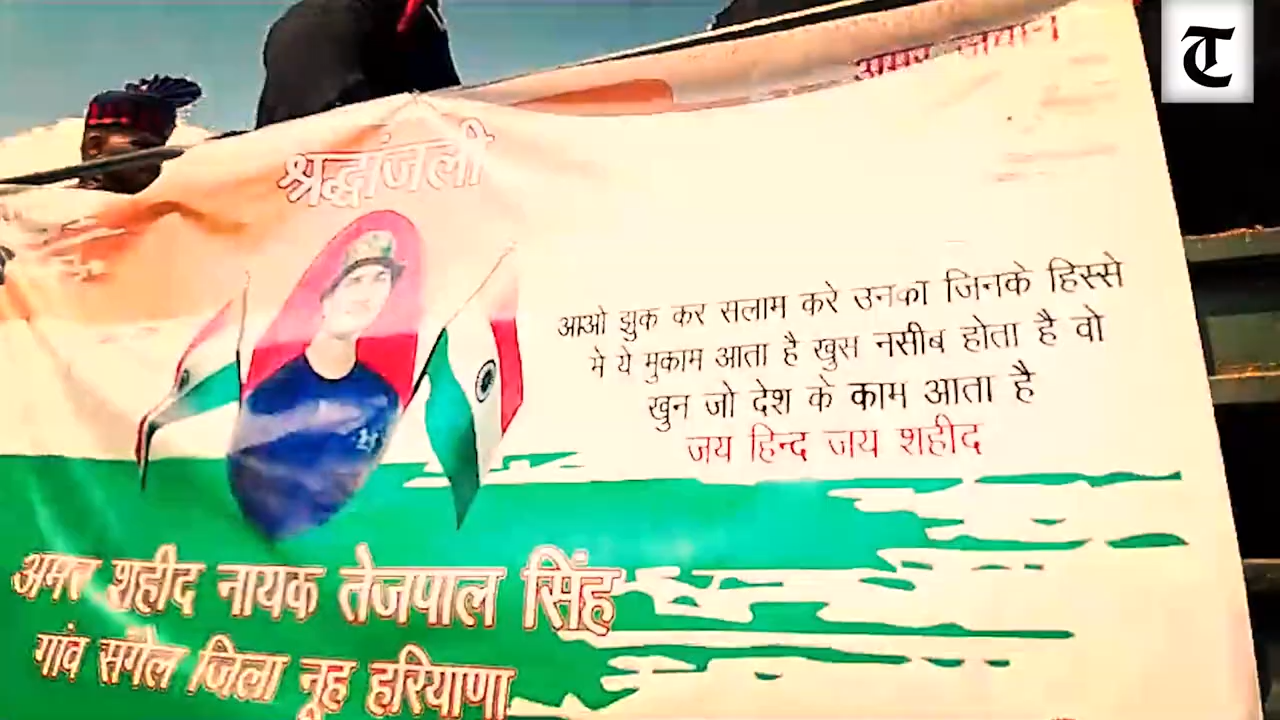 श्रद्धांजली
आओ झुक कर सलाम करे उनका जिनके हिस्से
मे ये मुकाम आता है खुस नसीब होता है वो
खुन जो देश के काम आता है
जय हिन्द जय शहीद
अमर शहीद नायक तेजपाल सिंह
गांव संगैल जिला नूह हरियाणा
T